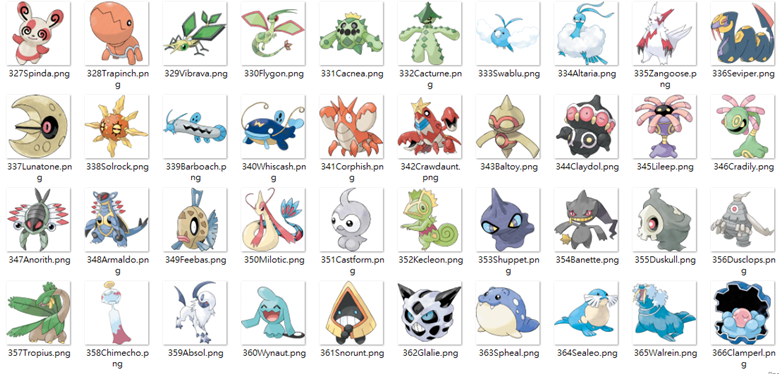 327Spinda.png
328Trapinch.pn
g
329Vibrava.png
330Flygon.png
331Cacnea.png
332Cacturne.pn
g
333Swablu.png
334Altaria.png
335Zangoose.p
ng
336Seviper.png
337Lunatone.p
ng
338Solrock.png
339Barboach.p
ng
340Whiscash.p
ng
341Corphish.pn
g
342Crawdaunt.
png
343Baltoy.png
344Claydol.png
345Lileep.png
346Cradily.png
347Anorith.png
348Armaldo.pn
g
349Feebas.png
350Milotic.png
351Castform.pn
g
352Kecleon.png
353Shuppet.pn
g
354Banette.pn
g
355Duskull.png
356Dusclops.pn
g
357Tropius.png
358Chimecho.p
ng
359Absol.png
360Wynaut.png
361Snorunt.png
362Glalie.png
363Spheal.png
364Sealeo.png
365Walrein.png
366Clamperl.pn
g